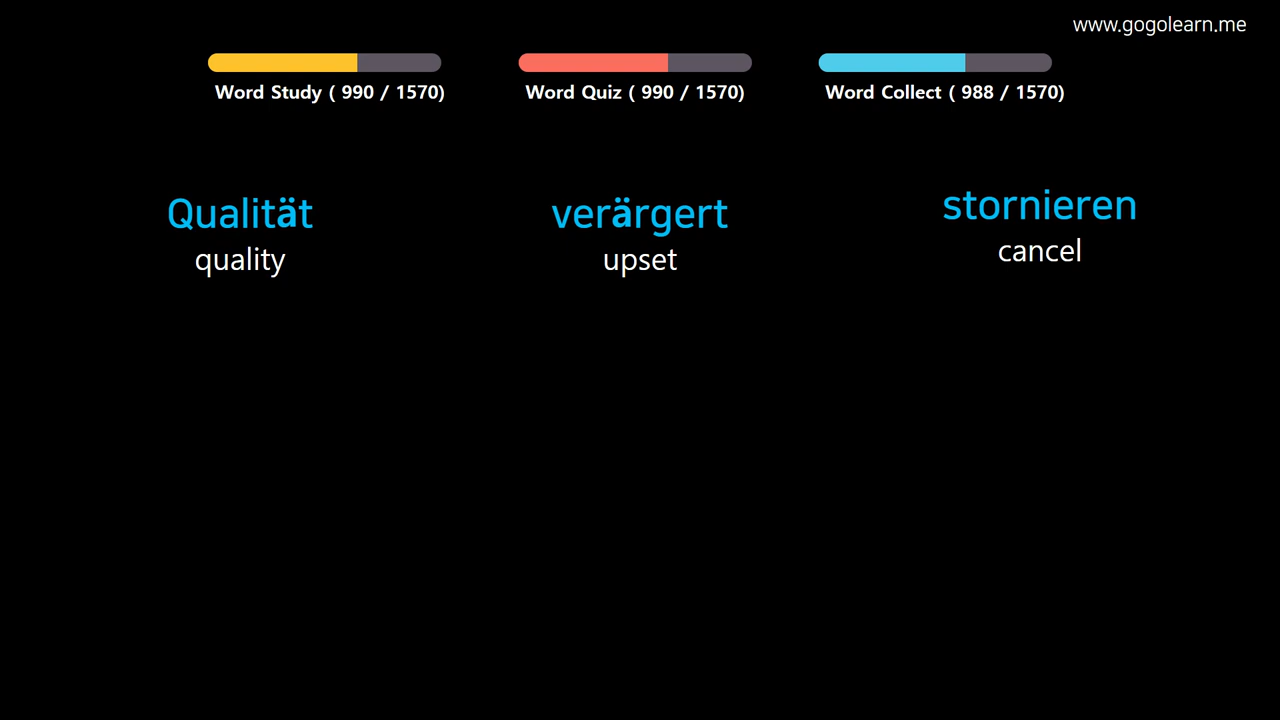 www.gogolearn.me
Word Study ( 990 / 1570)
Word Quiz ( 990 / 1570)
Word Collect ( 988 / 1570)
Qualität
quality
verärgert
upset
stornieren
cancel